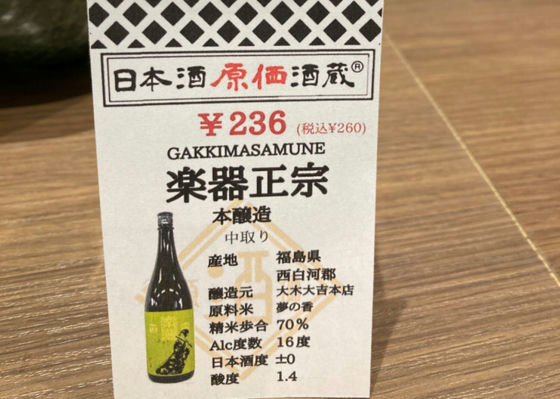 日本酒原価酒蔵®
¥236 (税込¥260)
GAKKIMASAMUNE
楽器正宗
本醸造
中取り
産地 福島県
西白河郡
醸造元 大木大吉本店
原料米 夢の香
精米歩合 70%
Alc度数 16度
日本酒度 ±0
酸度 1.4